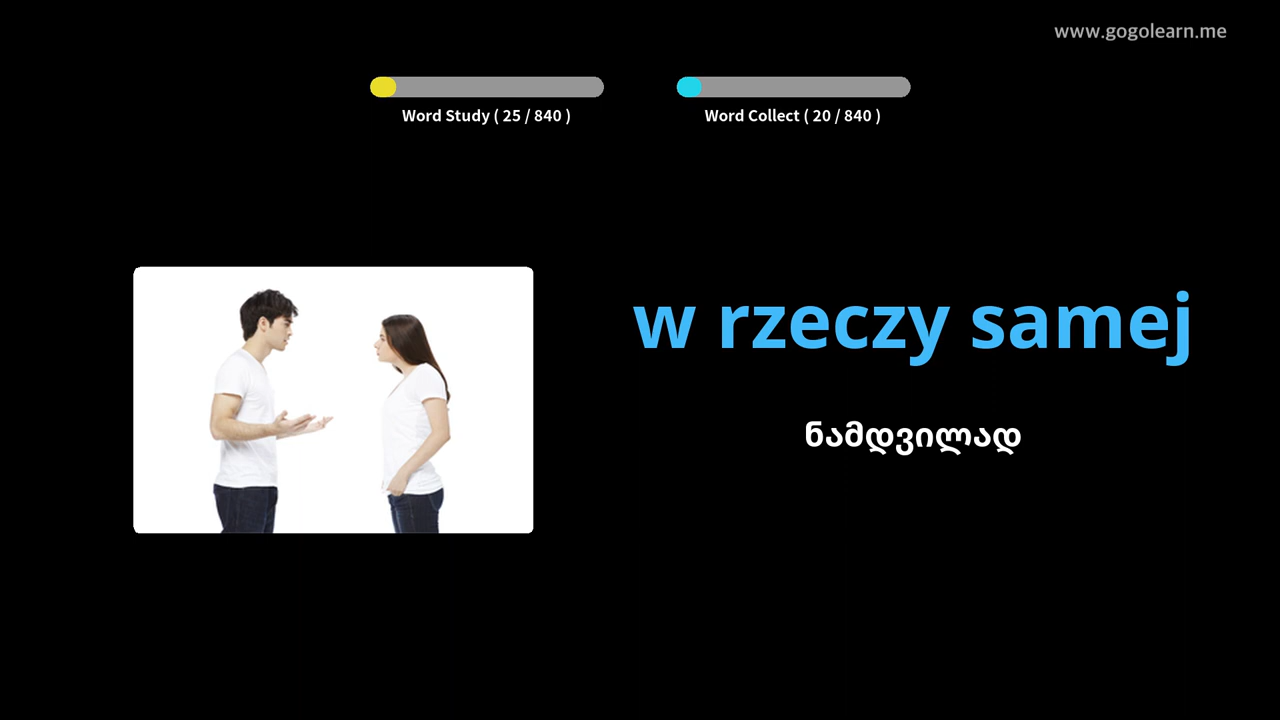 www.gogolearn.me
Word Study ( 25 / 840 )
Word Collect ( 20 / 840 )
w rzeczy samej
ნამდვილად